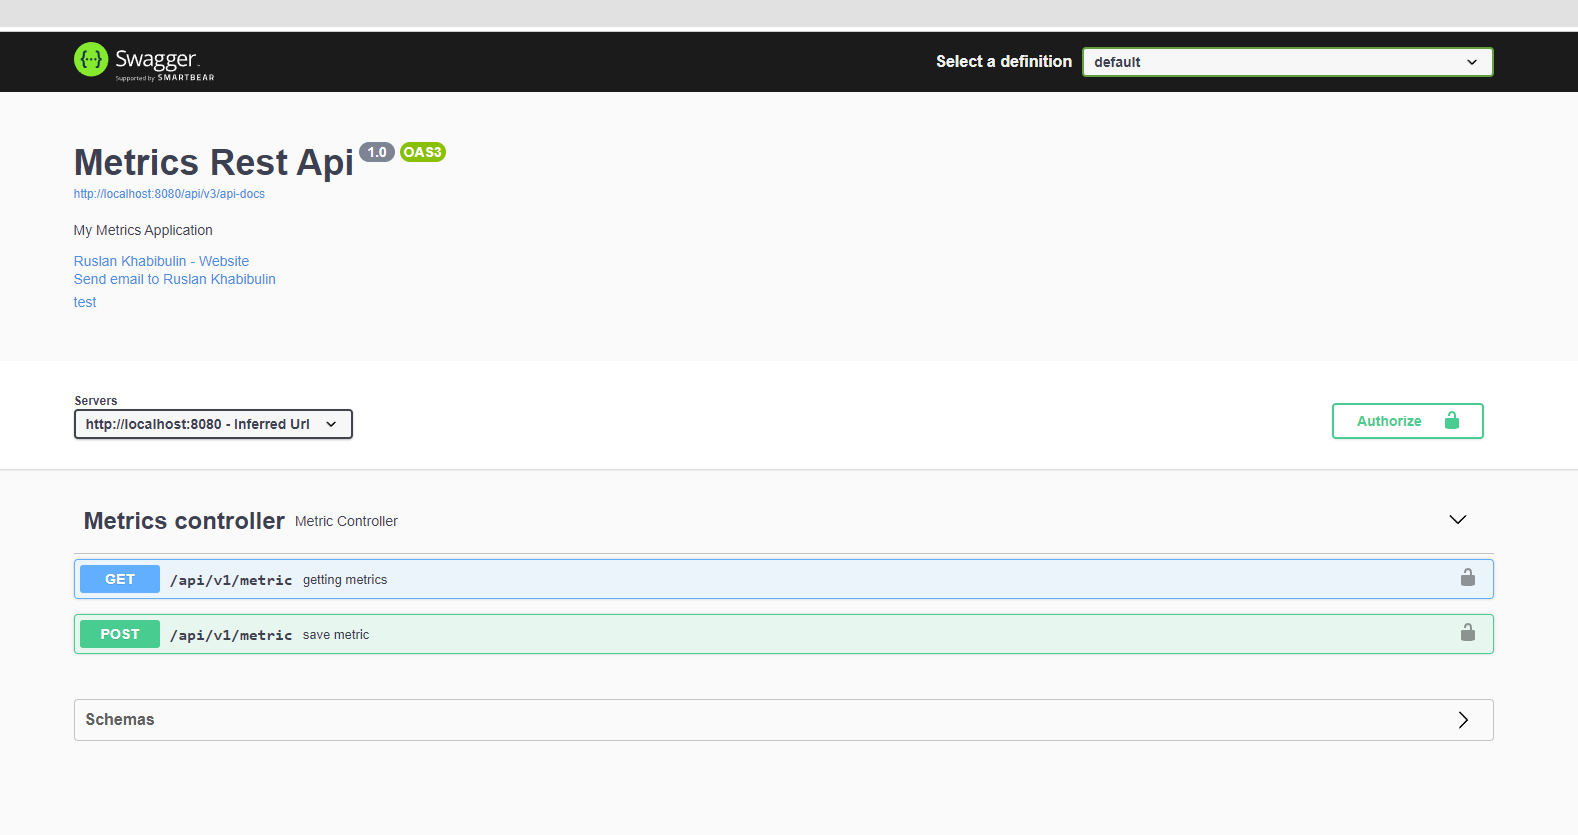 Swagger
Supported by SMARTBEAR
Select a definition
default
Metrics Rest Api 1.0 OAS3
http://localhost:8080/api/v3/api-docs
My Metrics Application
Ruslan Khabibulin - Website
Send email to Ruslan Khabibulin
test
Servers
http://localhost:8080 - Inferred Url
Authorize
Metrics controller Metric Controller
GET /api/v1/metric getting metrics
POST /api/v1/metric save metric
Schemas